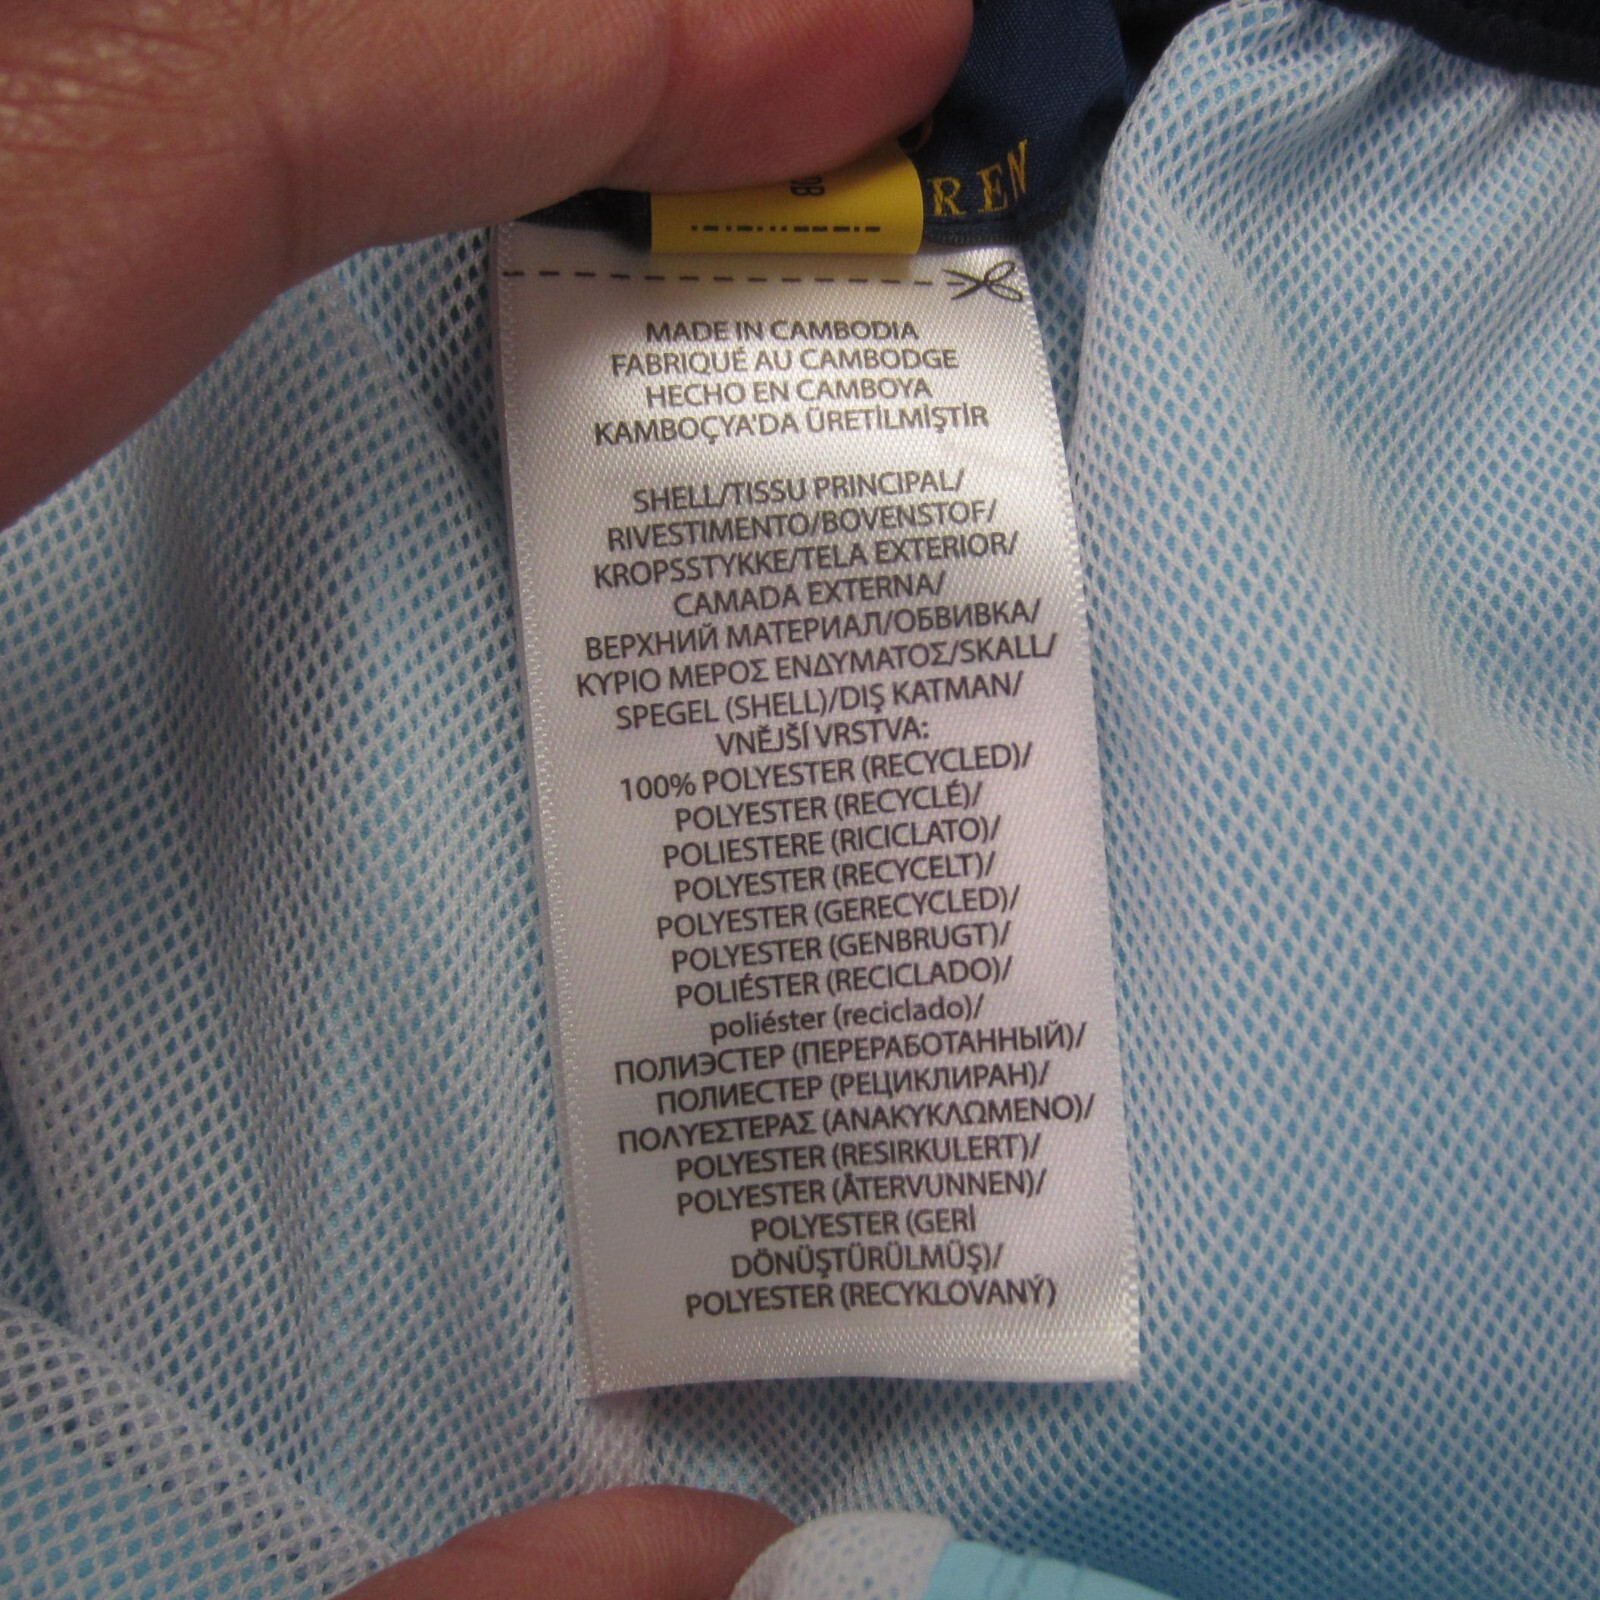 REN
MADE IN CAMBODIA
FABRIQUÉ AU CAMBODGE
HECHO EN CAMBOYA
KAMBOÇYA'DA ÜRETİLMİŞTİR
SHELL/TISSU PRINCIPAL/
RIVESTIMENTO/BOVENSTOF/
KROPSSTYKKE/TELA EXTERIOR/
CAMADA EXTERNA/
ВЕРХНИЙ МАТЕРИАЛ/ОБВИВКА/
ΚΥΡΙΟ ΜΕΡΟΣ ΕΝΔΥΜΑΤΟΣ/SKALL/
SPEGEL (SHELL)/DIŞ KATMAN/
VNĚJŠÍ VRSTVA:
100% POLYESTER (RECYCLED)/
POLYESTER (RECYCLÉ)/
POLIESTERE (RICICLATO)/
POLYESTER (RECYCELT)/
POLYESTER (GERECYCLED)/
POLYESTER (GENBRUGT)/
POLIÉSTER (RECICLADO)/
poliéster (reciclado)/
ПОЛИЭСТЕР (ПЕРЕРАБОТАННЫЙ)/
ПОЛИЕСТЕР (РЕЦИКЛИРАН)/
ΠΟΛΥΕΣΤΕΡΑΣ (ΑΝΑΚΥΚΛΩΜΕΝΟ)/
POLYESTER (RESIRKULERT)/
POLYESTER (ÅTERVUNNEN)/
POLYESTER (GERİ
DÖNÜŞTÜRÜLMÜŞ)/
POLYESTER (RECYKLOVANÝ)